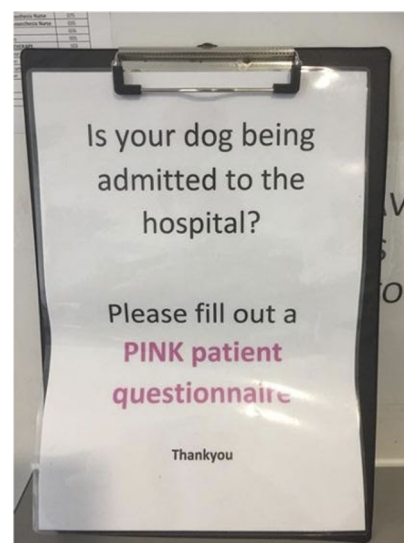 Is your dog being
admitted to the
hospital?
Please fill out a
PINK patient
questionnaire
Thankyou